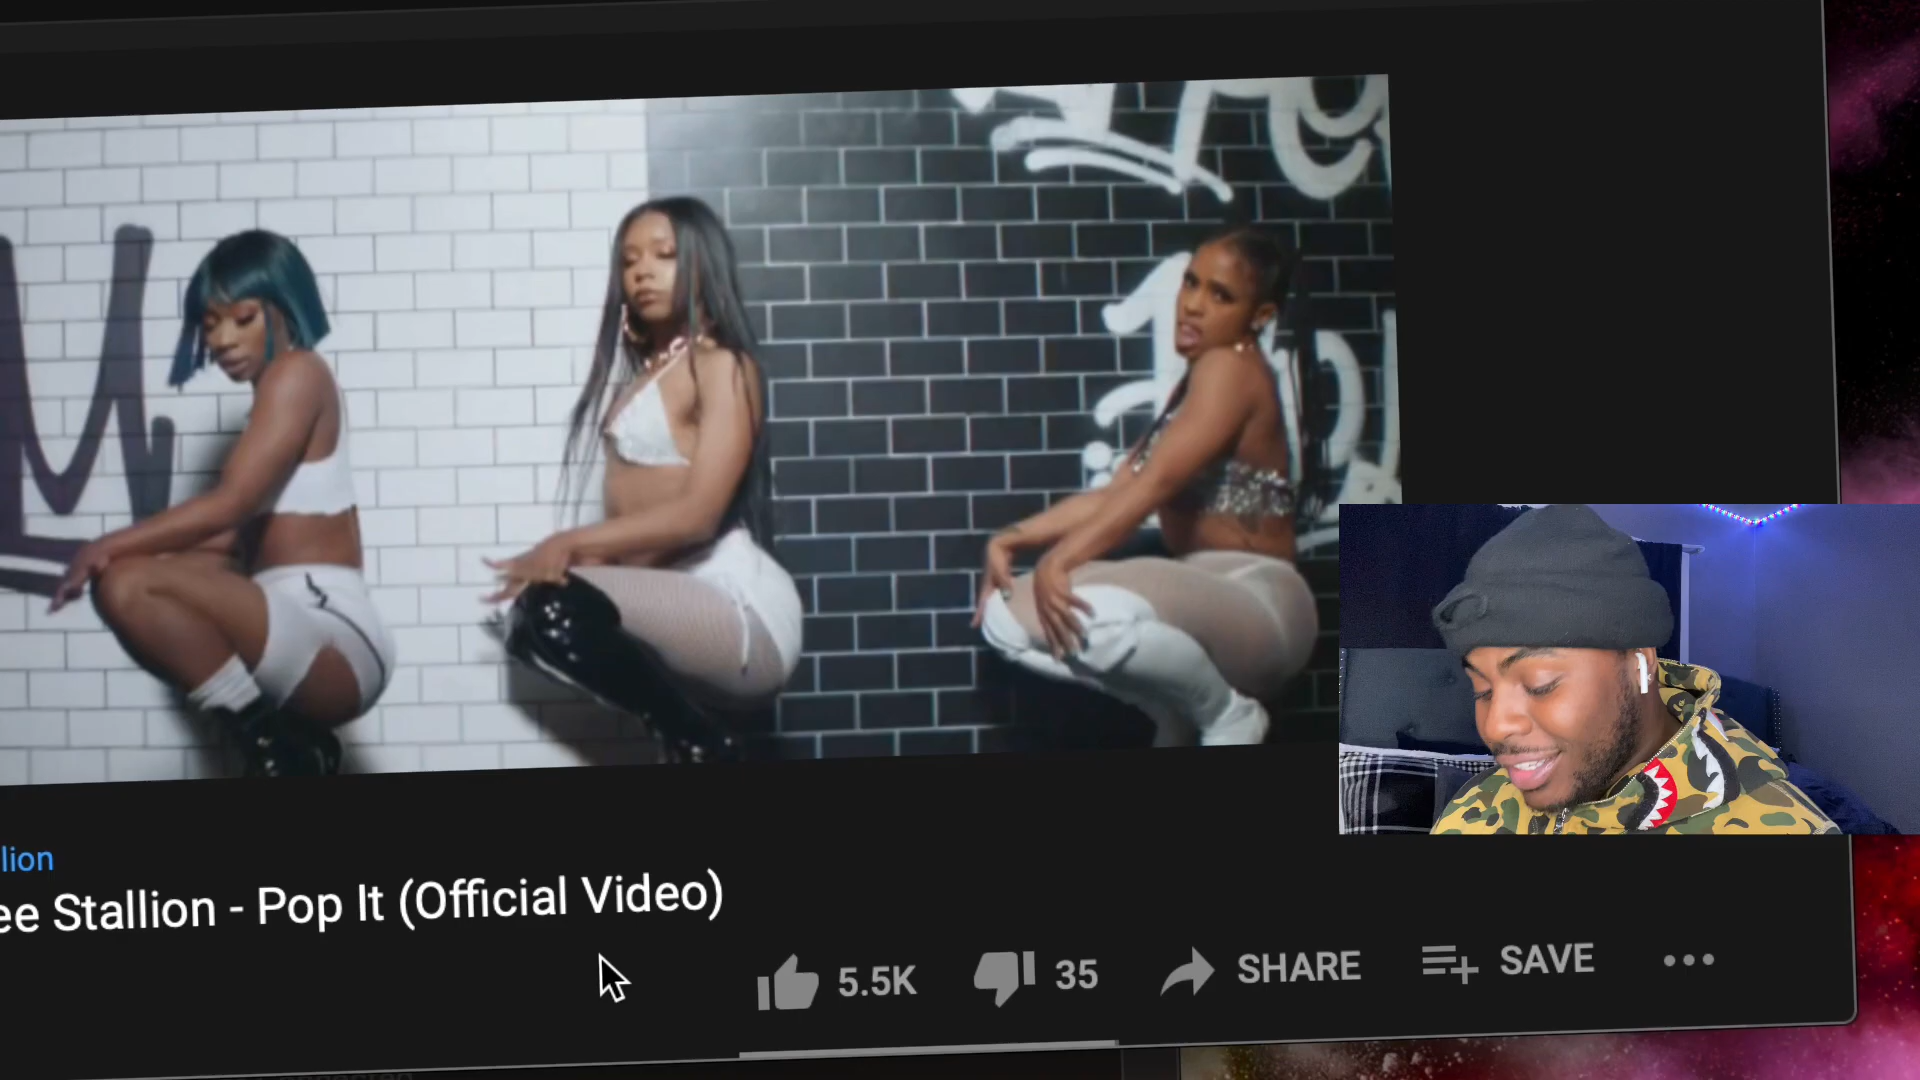 lion
ee Stallion - Pop It (Official Video)
5.5K
35
SHARE
SAVE